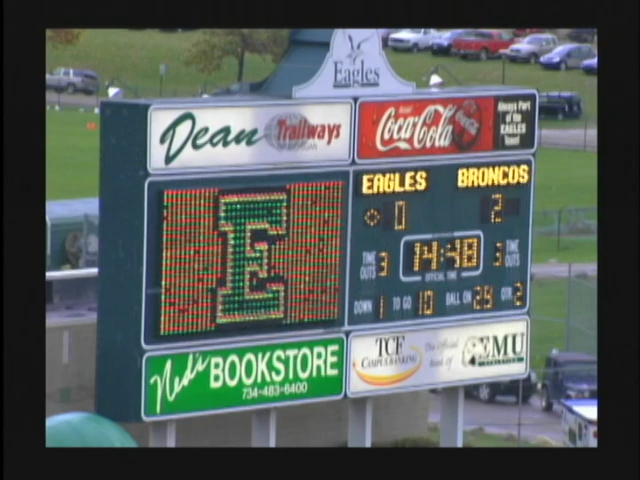 Eagles
Dean Trailways
Coca-Cola
Always Part
of the
EAGLES
Team!
EAGLES BRONCOS
0 2
TIME OUTS 3 14:48 3 TIME OUTS
OFFICIAL TIME
DOWN 1 TO GO 10 BALL ON 29 QTR 2
E
Ned's BOOKSTORE
734-483-6400
TCF
CAMPUS BANKING
The official
bank of
EMU